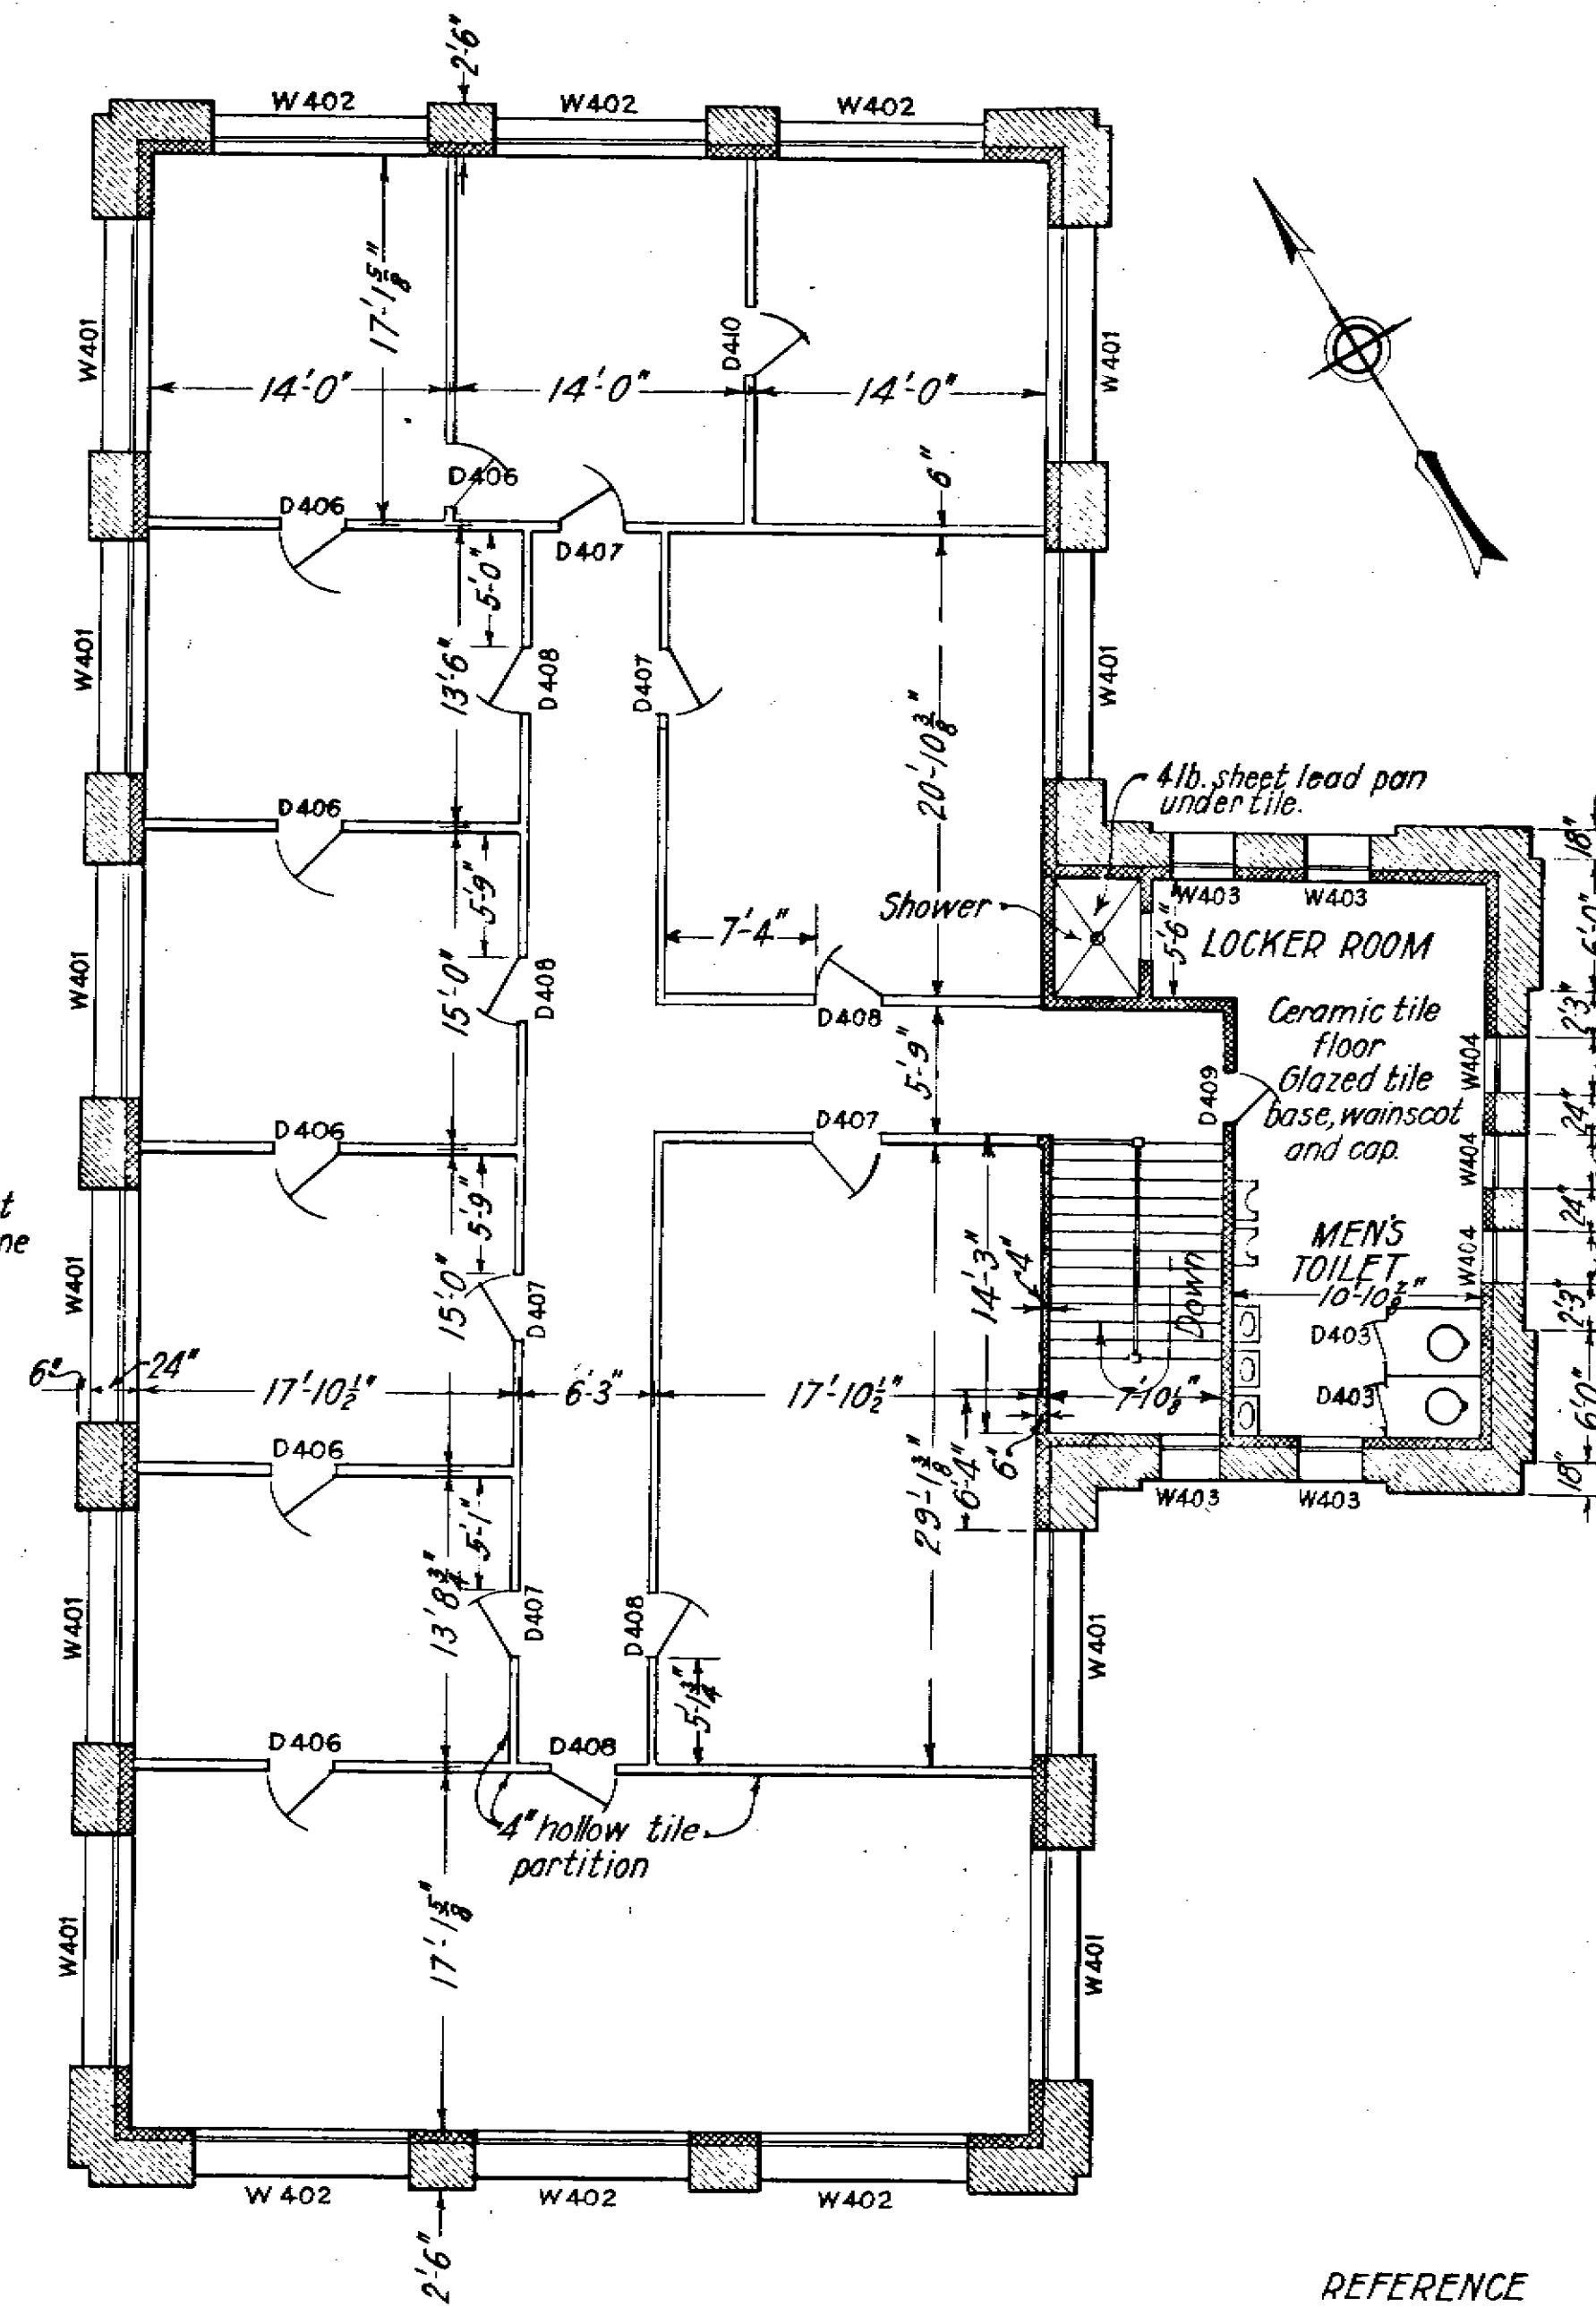 2'-6"
W402
W402
W402
17'-1 5/8"
W401
D410
W401
14'-0"
14'-0"
14'-0"
D406
D406
6"
D407
5'-0"
W401
13'-6"
D408
D407
W401
20'-10 3/8"
4 lb. sheet lead pan
under tile.
18"
D406
Shower
W403
W403
6'-0"
5'-9"
7'-4"
5'-6"
LOCKER ROOM
W401
15'-0"
D408
D408
Ceramic tile
floor
2'3"
Glazed tile
base, wainscot
and cap.
W404
5'-9"
D409
24"
D406
D407
W404
5'-9"
14'-3"
4"
24"
MEN'S
TOILET
W404
W401
15'-0"
D407
Down
10'-10 7/8"
2'3"
D403
6"
24"
17'-10 1/2"
6'-3"
17'-10 1/2"
7'-10 1/8"
D403
6'0"
D406
29'-1 3/8"
6'-4"
6"
18"
W403
W403
5'-1"
W401
13'8 3/4"
D407
D408
W401
5'-1 3/4"
D406
D408
4" hollow tile
partition
W401
17'-1 5/8"
W401
W402
W402
W402
2'-6"
REFERENCE